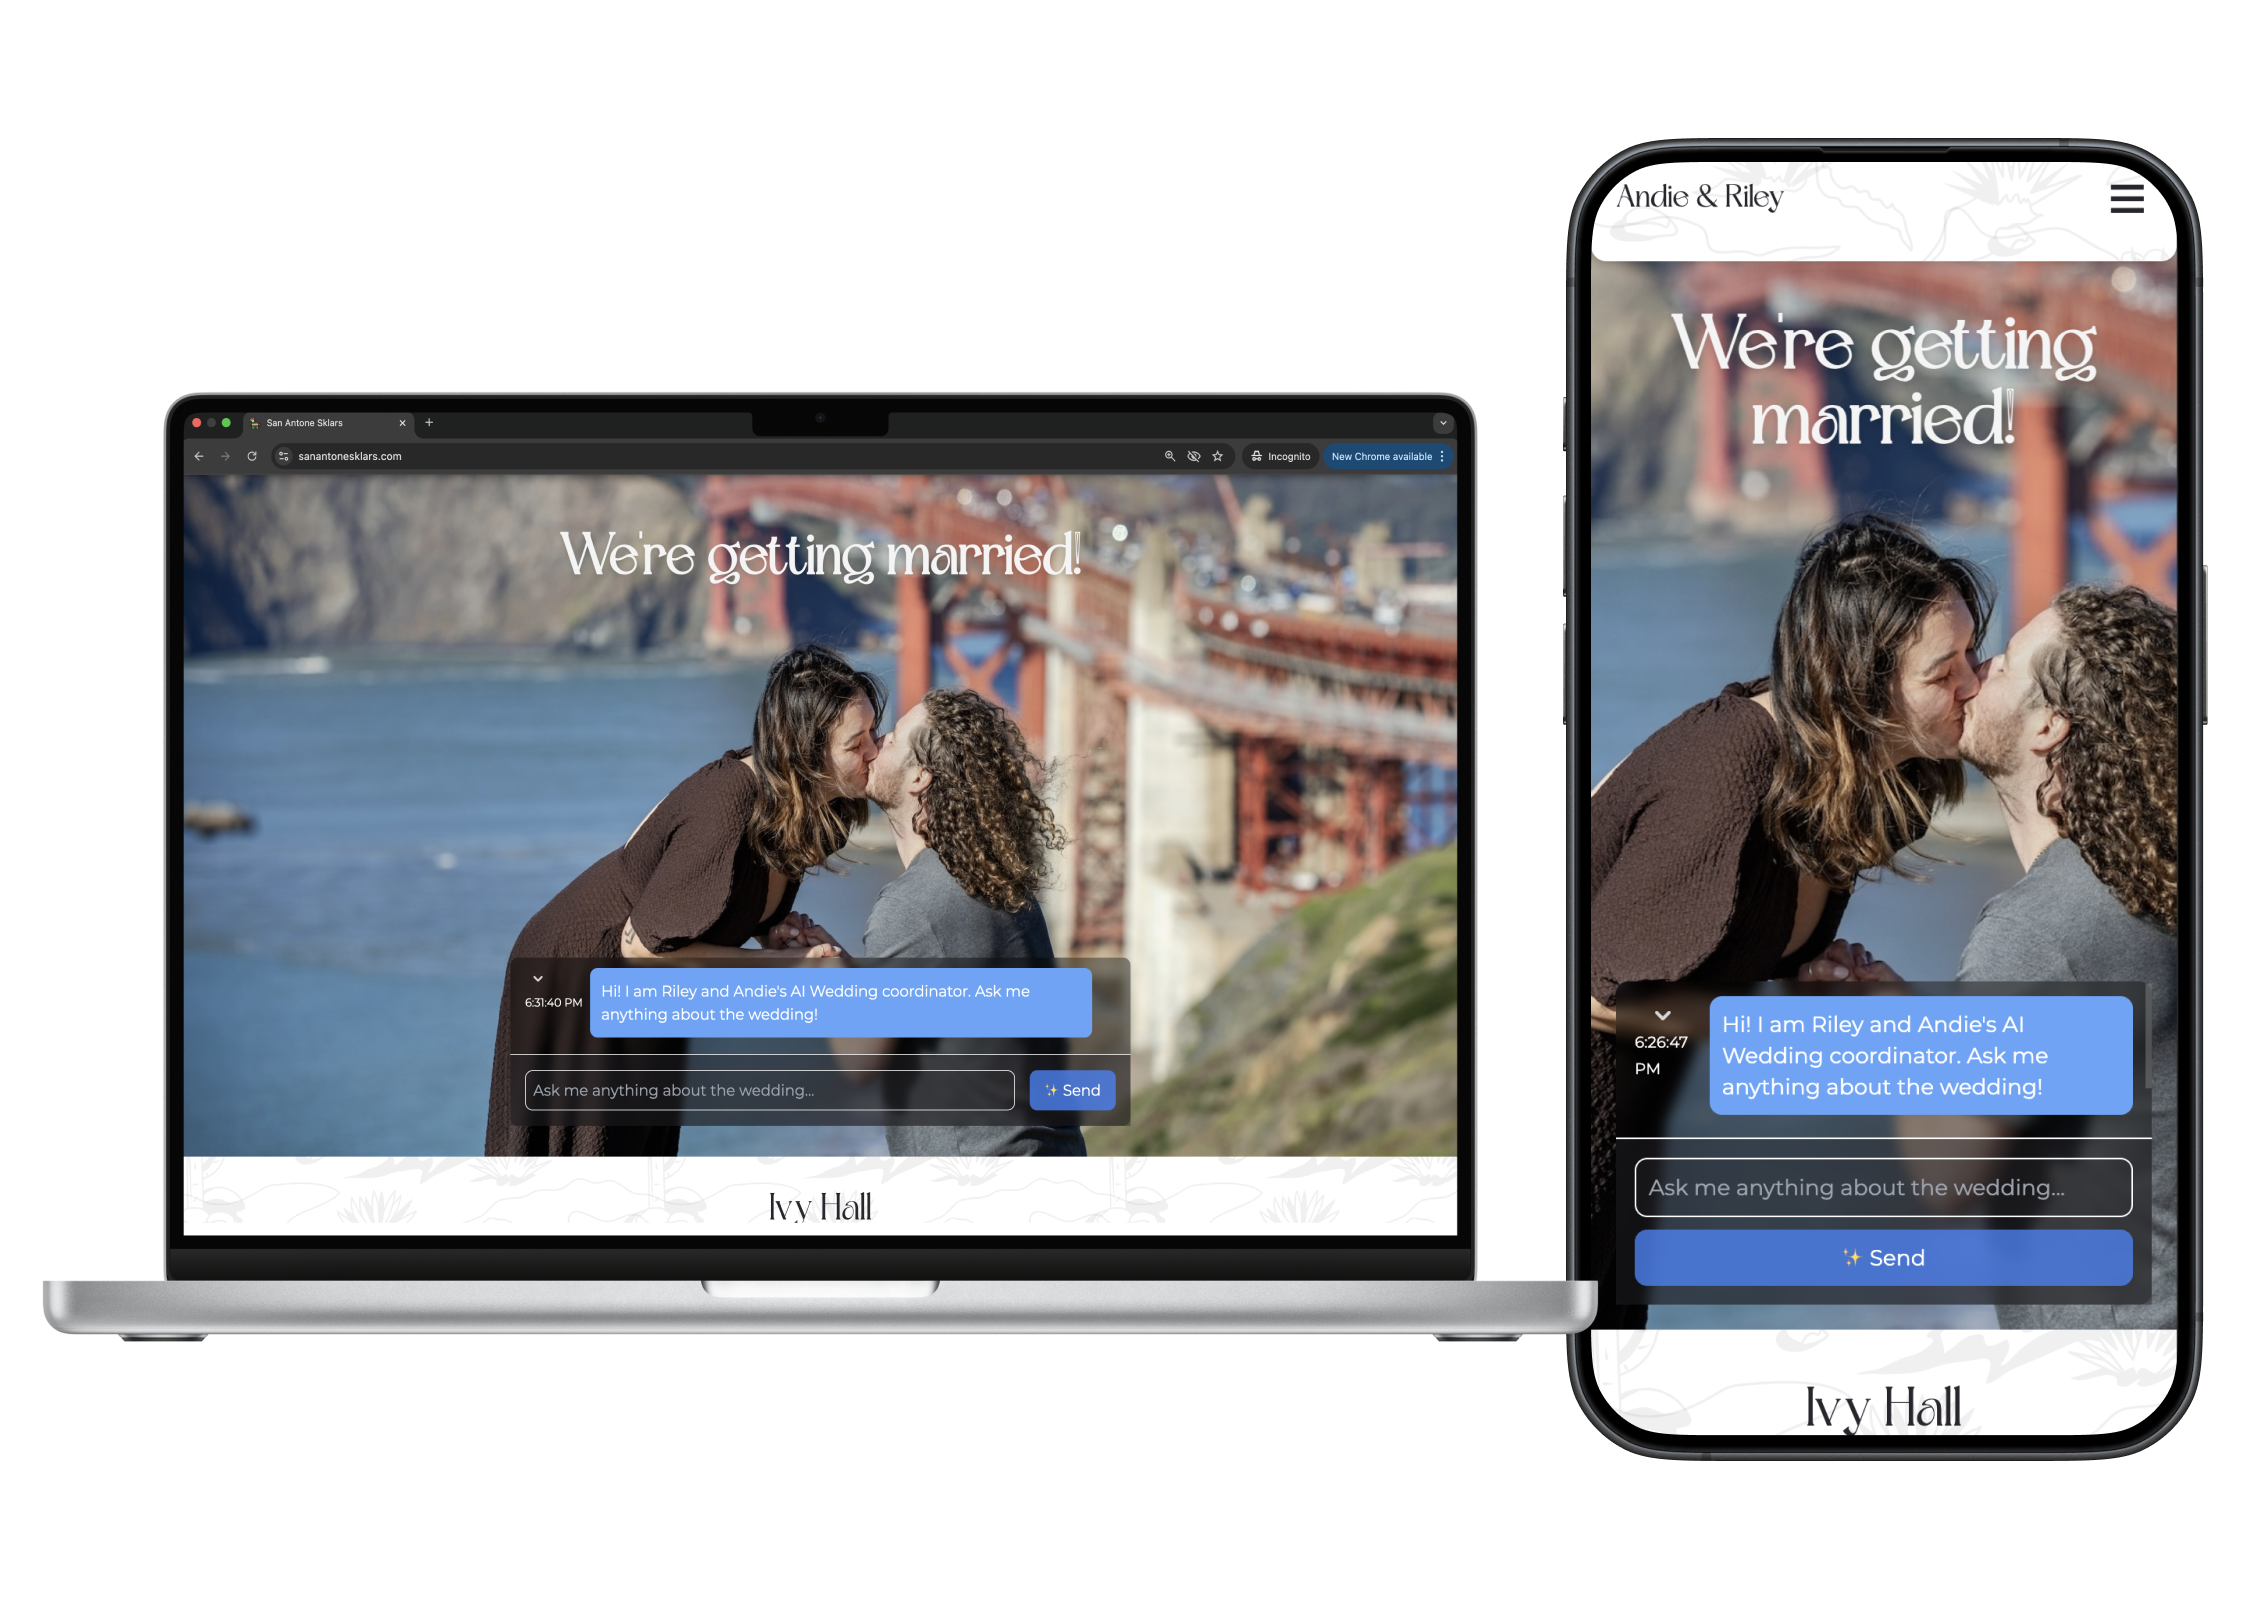 San Antone Sklars
sanantonesklars.com
Incognito
New Chrome available
We're getting married!
6:31:40 PM
Hi! I am Riley and Andie's AI Wedding coordinator. Ask me
anything about the wedding!
Ask me anything about the wedding...
✨ Send
Ivy Hall
Andie & Riley
We're getting
married!
6:26:47
PM
Hi! I am Riley and Andie's AI
Wedding coordinator. Ask me
anything about the wedding!
Ask me anything about the wedding...
✨ Send
Ivy Hall